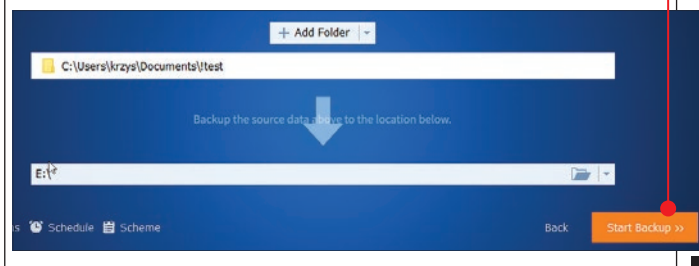 + Add Folder
C:\Users\krzys\Documents\!test
Backup the source data above to the location below.
E:\
s Schedule Scheme
Back
Start Backup »